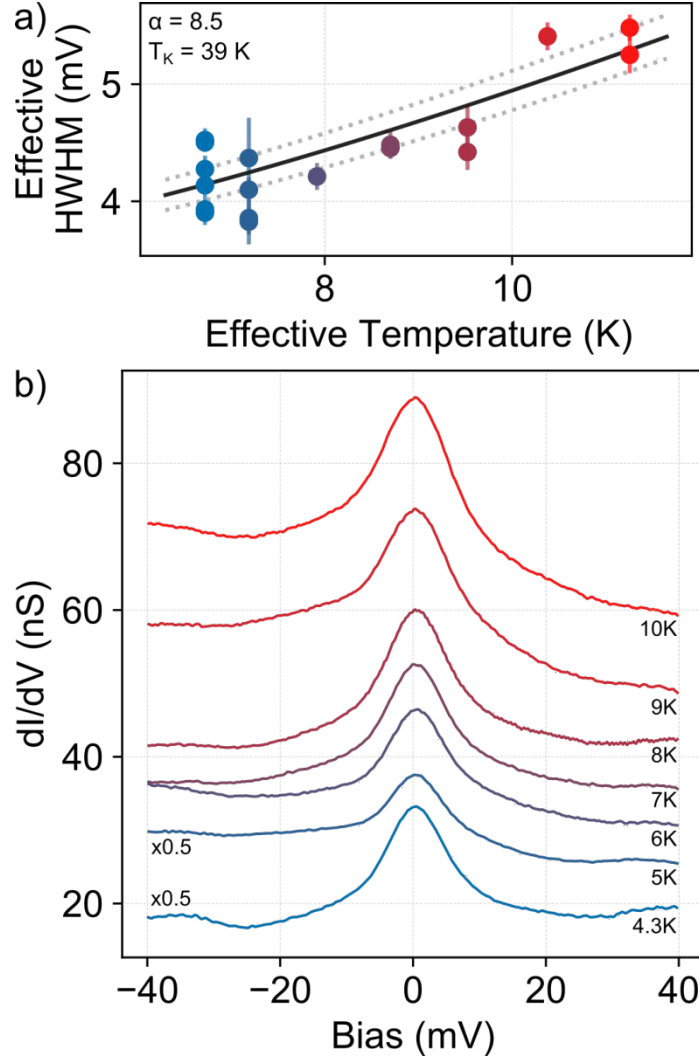 a)
α = 8.5
T_K = 39 K
Effective
HWHM (mV)
5
4
8 10
Effective Temperature (K)
b)
dI/dV (nS)
80
60
40
20
10K
9K
8K
7K
6K
x0.5
5K
x0.5
4.3K
−40 −20 0 20 40
Bias (mV)